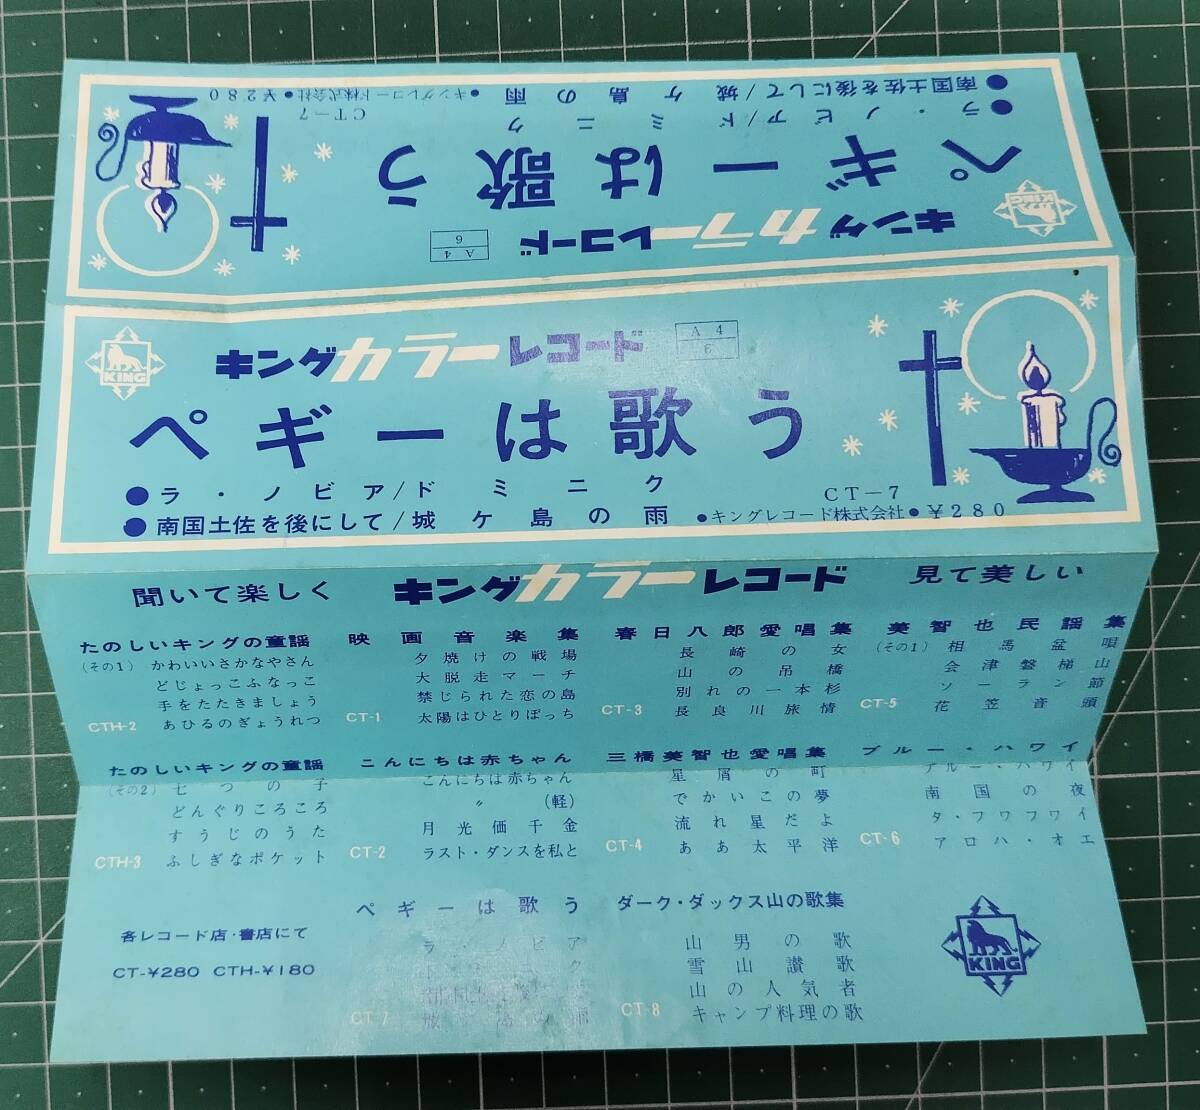 キングカラーレコード
A 4
6
ペギーは歌う
●ラ・ノビア/ドミニク
●南国土佐を後にして/城ケ島の雨
CT-7
●キングレコード株式会社●¥280
KING
キングカラーレコード
A 4
6
KING
ペギーは歌う
●ラ・ノビア/ドミニク
CT-7
●南国土佐を後にして/城ケ島の雨 ●キングレコード株式会社●¥280
聞いて楽しく キングカラーレコード 見て美しい
たのしいキングの童謡
(その1) かわいいさかなやさん
どじょっこふなっこ
手をたたきましょう
CTH-2 あひるのぎょうれつ
映画音楽集
夕焼けの戦場
大脱走マーチ
禁じられた恋の島
CT-1 太陽はひとりぼっち
春日八郎愛唱集
長崎の女
山の吊橋
別れの一本杉
CT-3 長良川旅情
美智也民謡集
(その1) 相馬盆唄
会津磐梯山
ソーラン節
CT-5 花笠音頭
たのしいキングの童謡
(その2) 七つの子
どんぐりころころ
すうじのうた
CTH-3 ふしぎなポケット
こんにちは赤ちゃん
こんにちは赤ちゃん
〃 (軽)
月光価千金
CT-2 ラスト・ダンスを私と
三橋美智也愛唱集
星屑の町
でかいこの夢
流れ星だよ
CT-4 ああ太平洋
ブルー・ハワイ
ブルー・ハワイ
南国の夜
タ・フワフワイ
CT-6 アロハ・オエ
各レコード店・書店にて
CT-¥280 CTH-¥180
ペギーは歌う
ラ・ノビア
CT-7
ダーク・ダックス山の歌集
山男の歌
雪山讃歌
山の人気者
CT-8 キャンプ料理の歌
KING